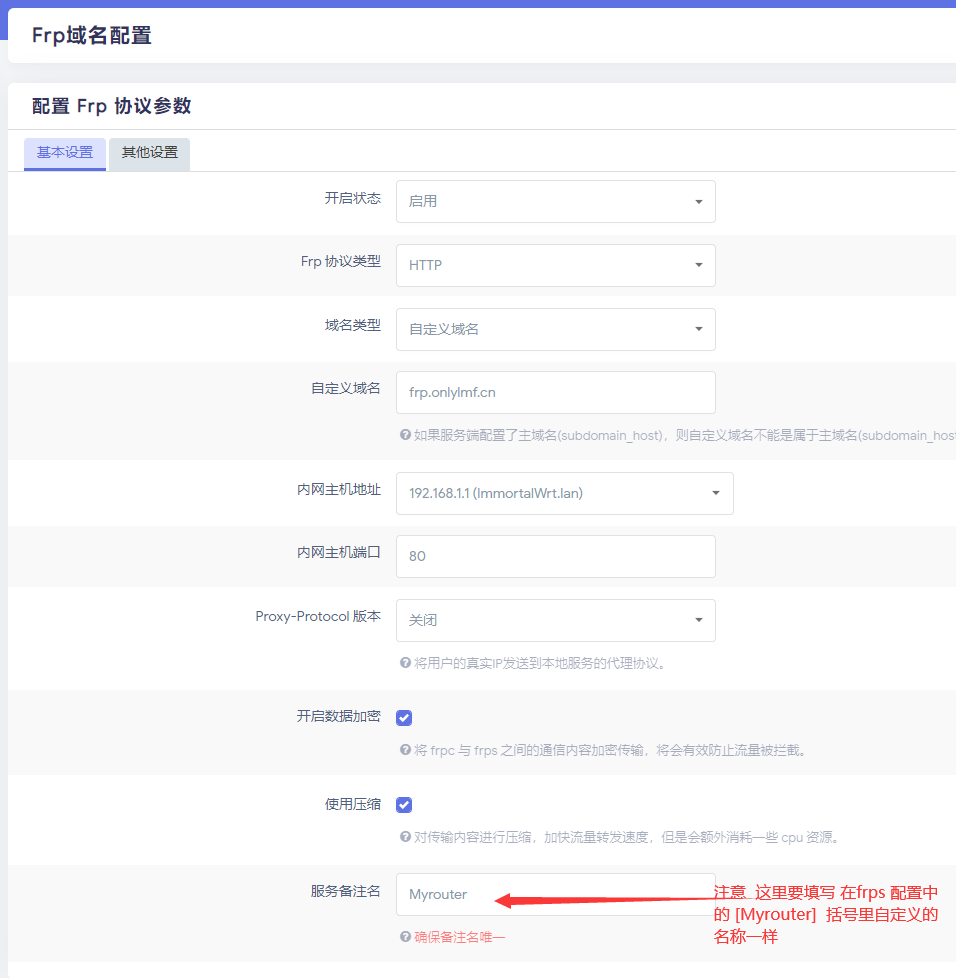 Frp域名配置
配置 Frp 协议参数
基本设置 其他设置
开启状态 启用
Frp 协议类型 HTTP
域名类型 自定义域名
自定义域名 frp.onlylmf.cn
如果服务端配置了主域名(subdomain_host)，则自定义域名不能是属于主域名(subdomain_host
内网主机地址 192.168.1.1 (ImmortalWrt.lan)
内网主机端口 80
Proxy-Protocol 版本 关闭
将用户的真实IP发送到本地服务的代理协议。
开启数据加密
将 frpc 与 frps 之间的通信内容加密传输，将会有效防止流量被拦截。
使用压缩
对传输内容进行压缩，加快流量转发速度，但是会额外消耗一些 cpu 资源。
服务备注名 Myrouter
确保备注名唯一
注意 这里要填写 在frps 配置中
的 [Myrouter] 括号里自定义的
名称一样